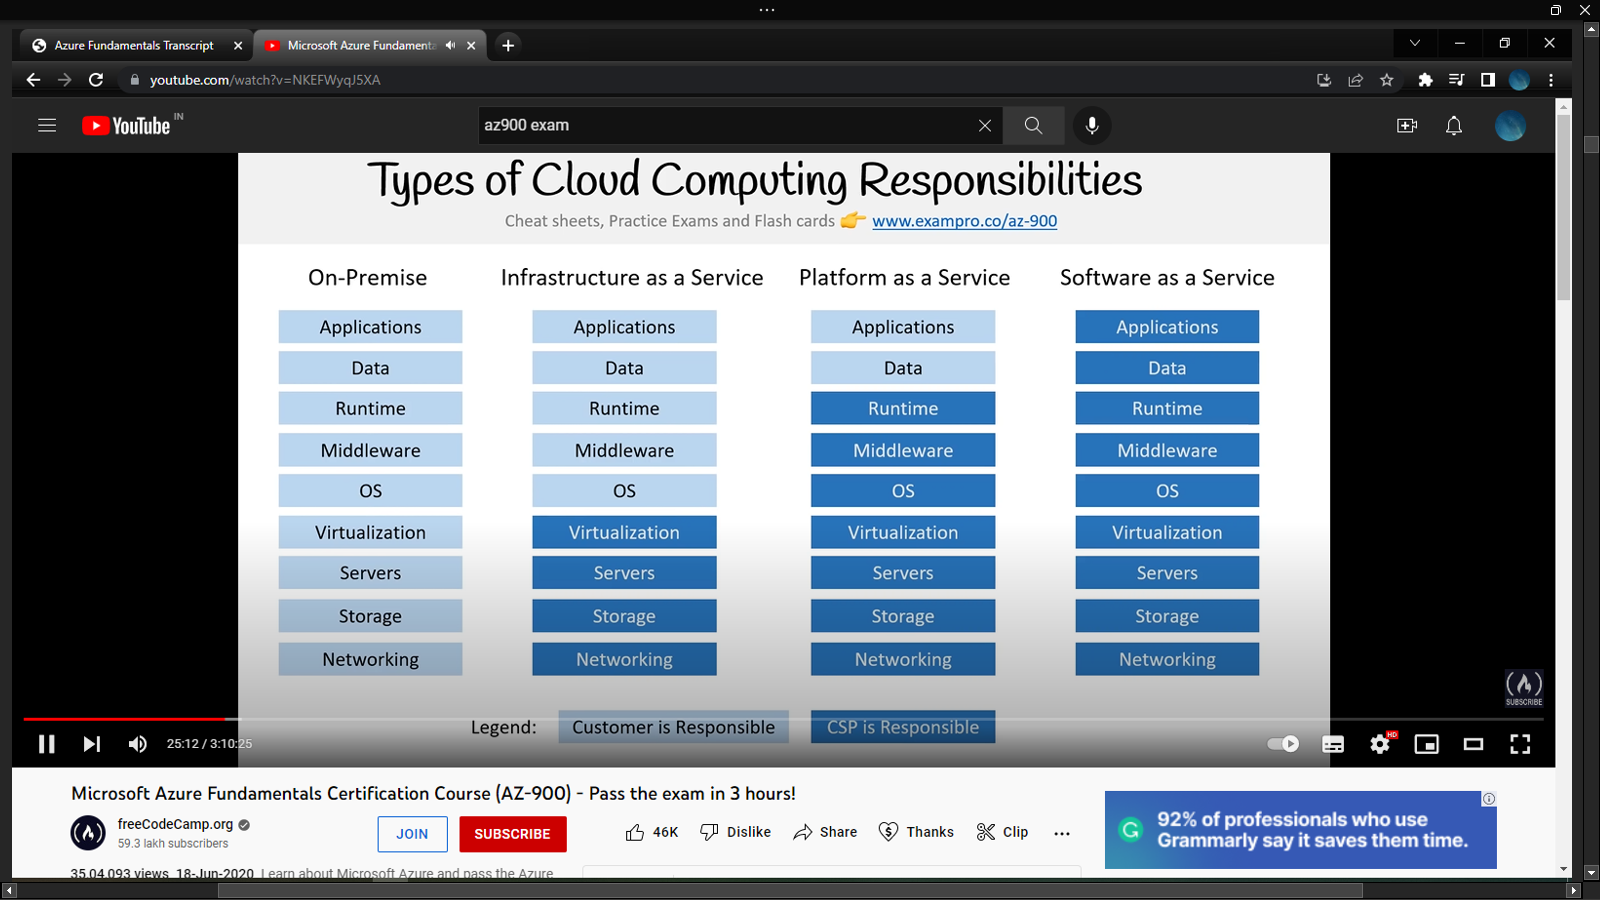 Azure Fundamentals Transcript
Microsoft Azure Fundamenta
youtube.com/watch?v=NKEFWyqJ5XA
YouTube IN
az900 exam
Types of Cloud Computing Responsibilities
Cheat sheets, Practice Exams and Flash cards 👉 www.exampro.co/az-900
On-Premise Infrastructure as a Service Platform as a Service Software as a Service
Applications Applications Applications Applications
Data Data Data Data
Runtime Runtime Runtime Runtime
Middleware Middleware Middleware Middleware
OS OS OS OS
Virtualization Virtualization Virtualization Virtualization
Servers Servers Servers Servers
Storage Storage Storage Storage
Networking Networking Networking Networking
SUBSCRIBE
Legend: Customer is Responsible CSP is Responsible
25:12 / 3:10:25
HD
Microsoft Azure Fundamentals Certification Course (AZ-900) - Pass the exam in 3 hours!
freeCodeCamp.org
59.3 lakh subscribers
JOIN
SUBSCRIBE
46K Dislike Share Thanks Clip
92% of professionals who use
Grammarly say it saves them time.
35,04,093 views 18-Jun-2020 Learn about Microsoft Azure and pass the Azure